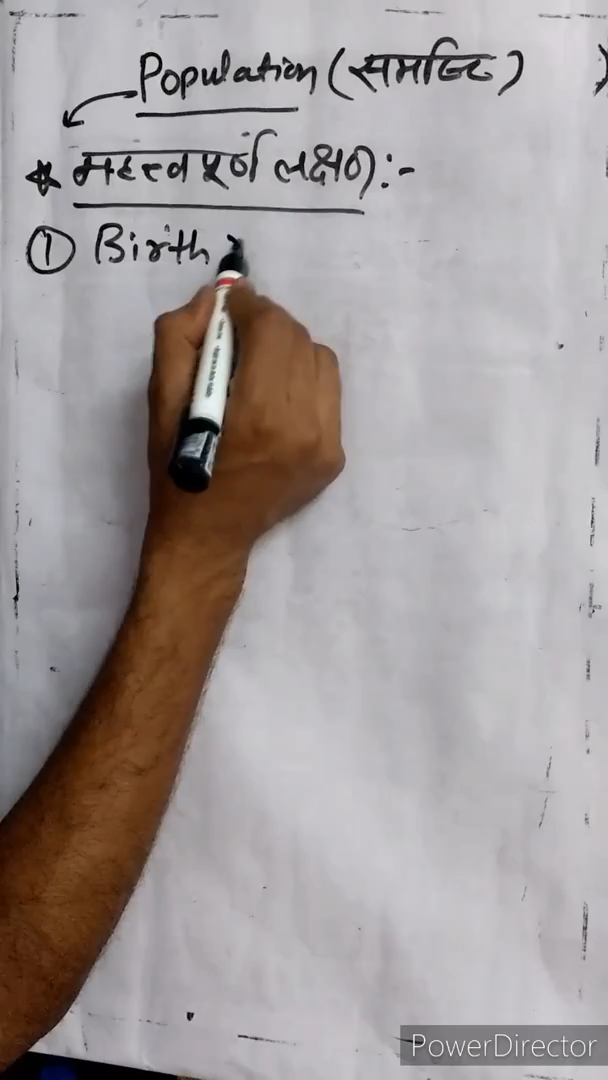 Population (समष्टि)
* महत्त्वपूर्ण लक्षण:-
① Birth
PowerDirector